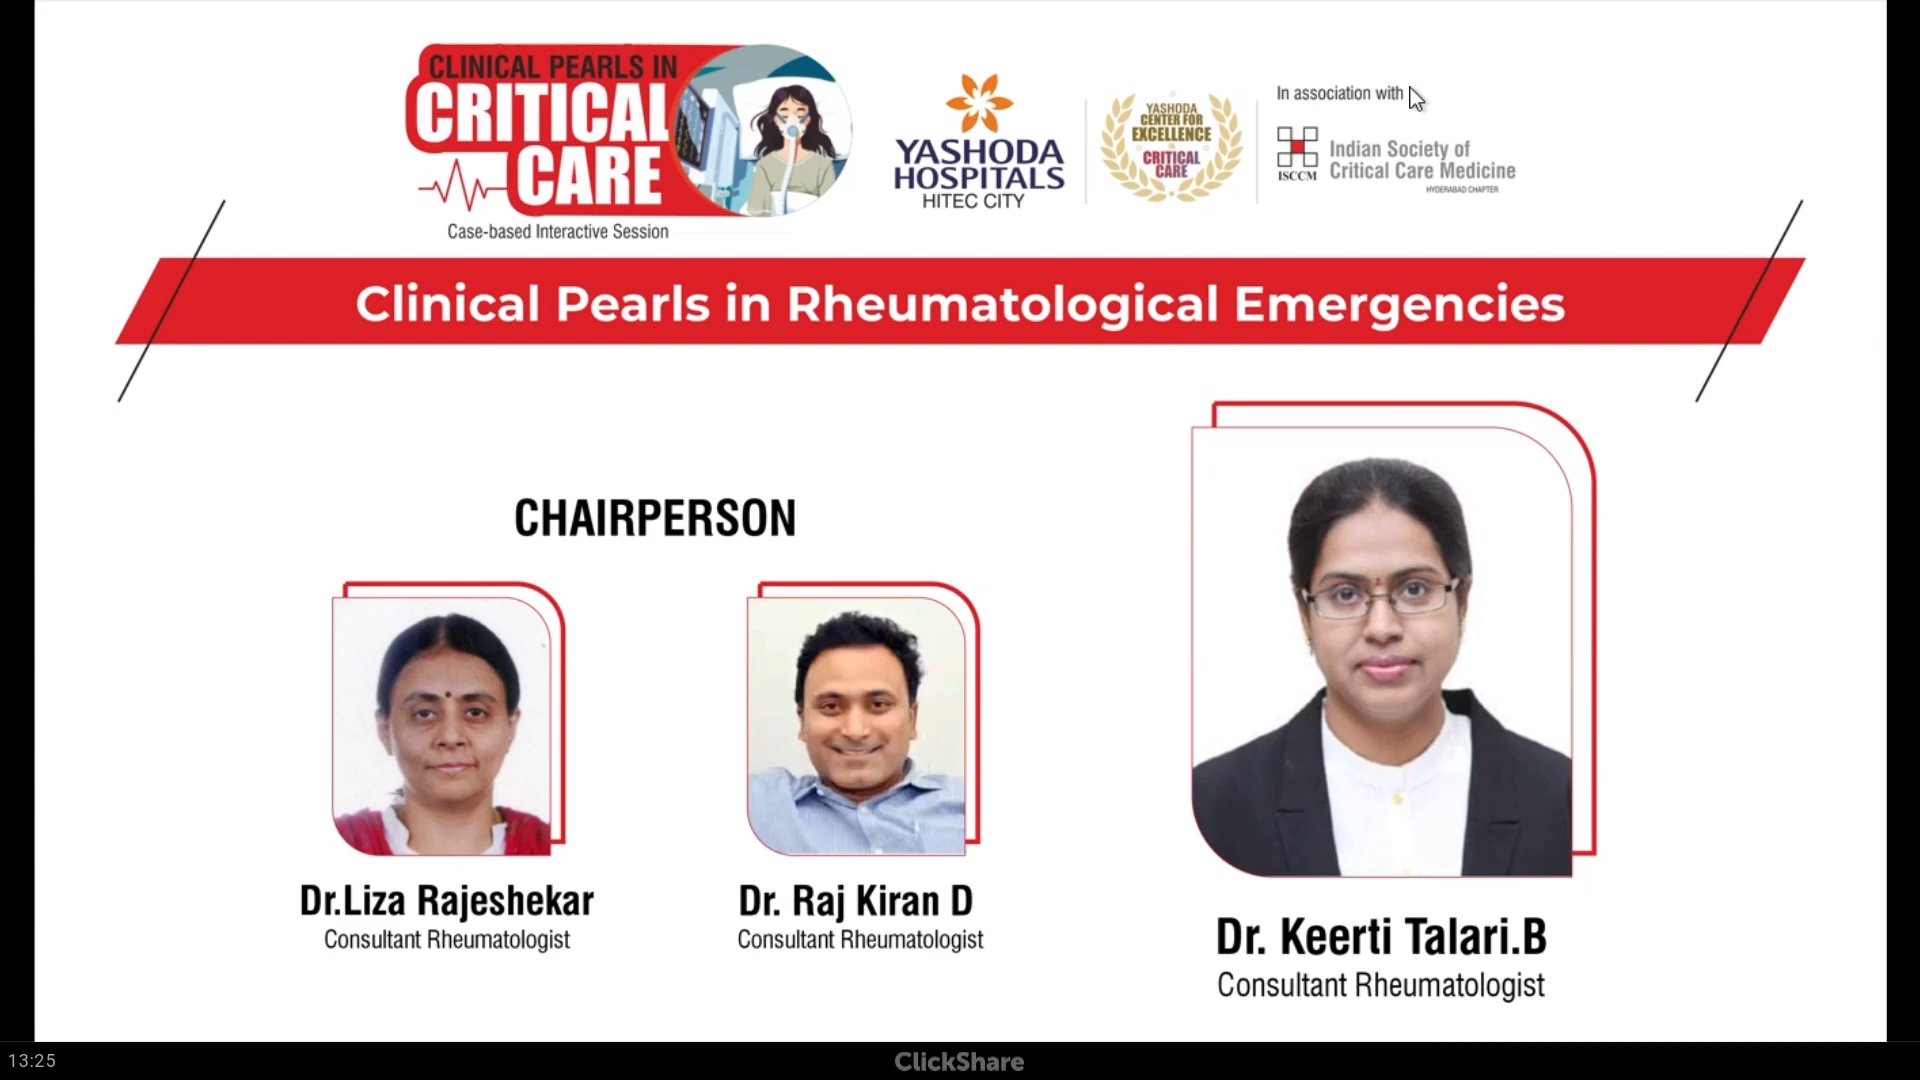 CLINICAL PEARLS IN
CRITICAL
CARE
Case-based Interactive Session
YASHODA
HOSPITALS
HITEC CITY
YASHODA
CENTER FOR
EXCELLENCE
CRITICAL
CARE
In association with
ISCCM
Indian Society of
Critical Care Medicine
HYDERABAD CHAPTER
Clinical Pearls in Rheumatological Emergencies
CHAIRPERSON
Dr.Liza Rajeshekar
Consultant Rheumatologist
Dr. Raj Kiran D
Consultant Rheumatologist
Dr. Keerti Talari.B
Consultant Rheumatologist
13:25
ClickShare